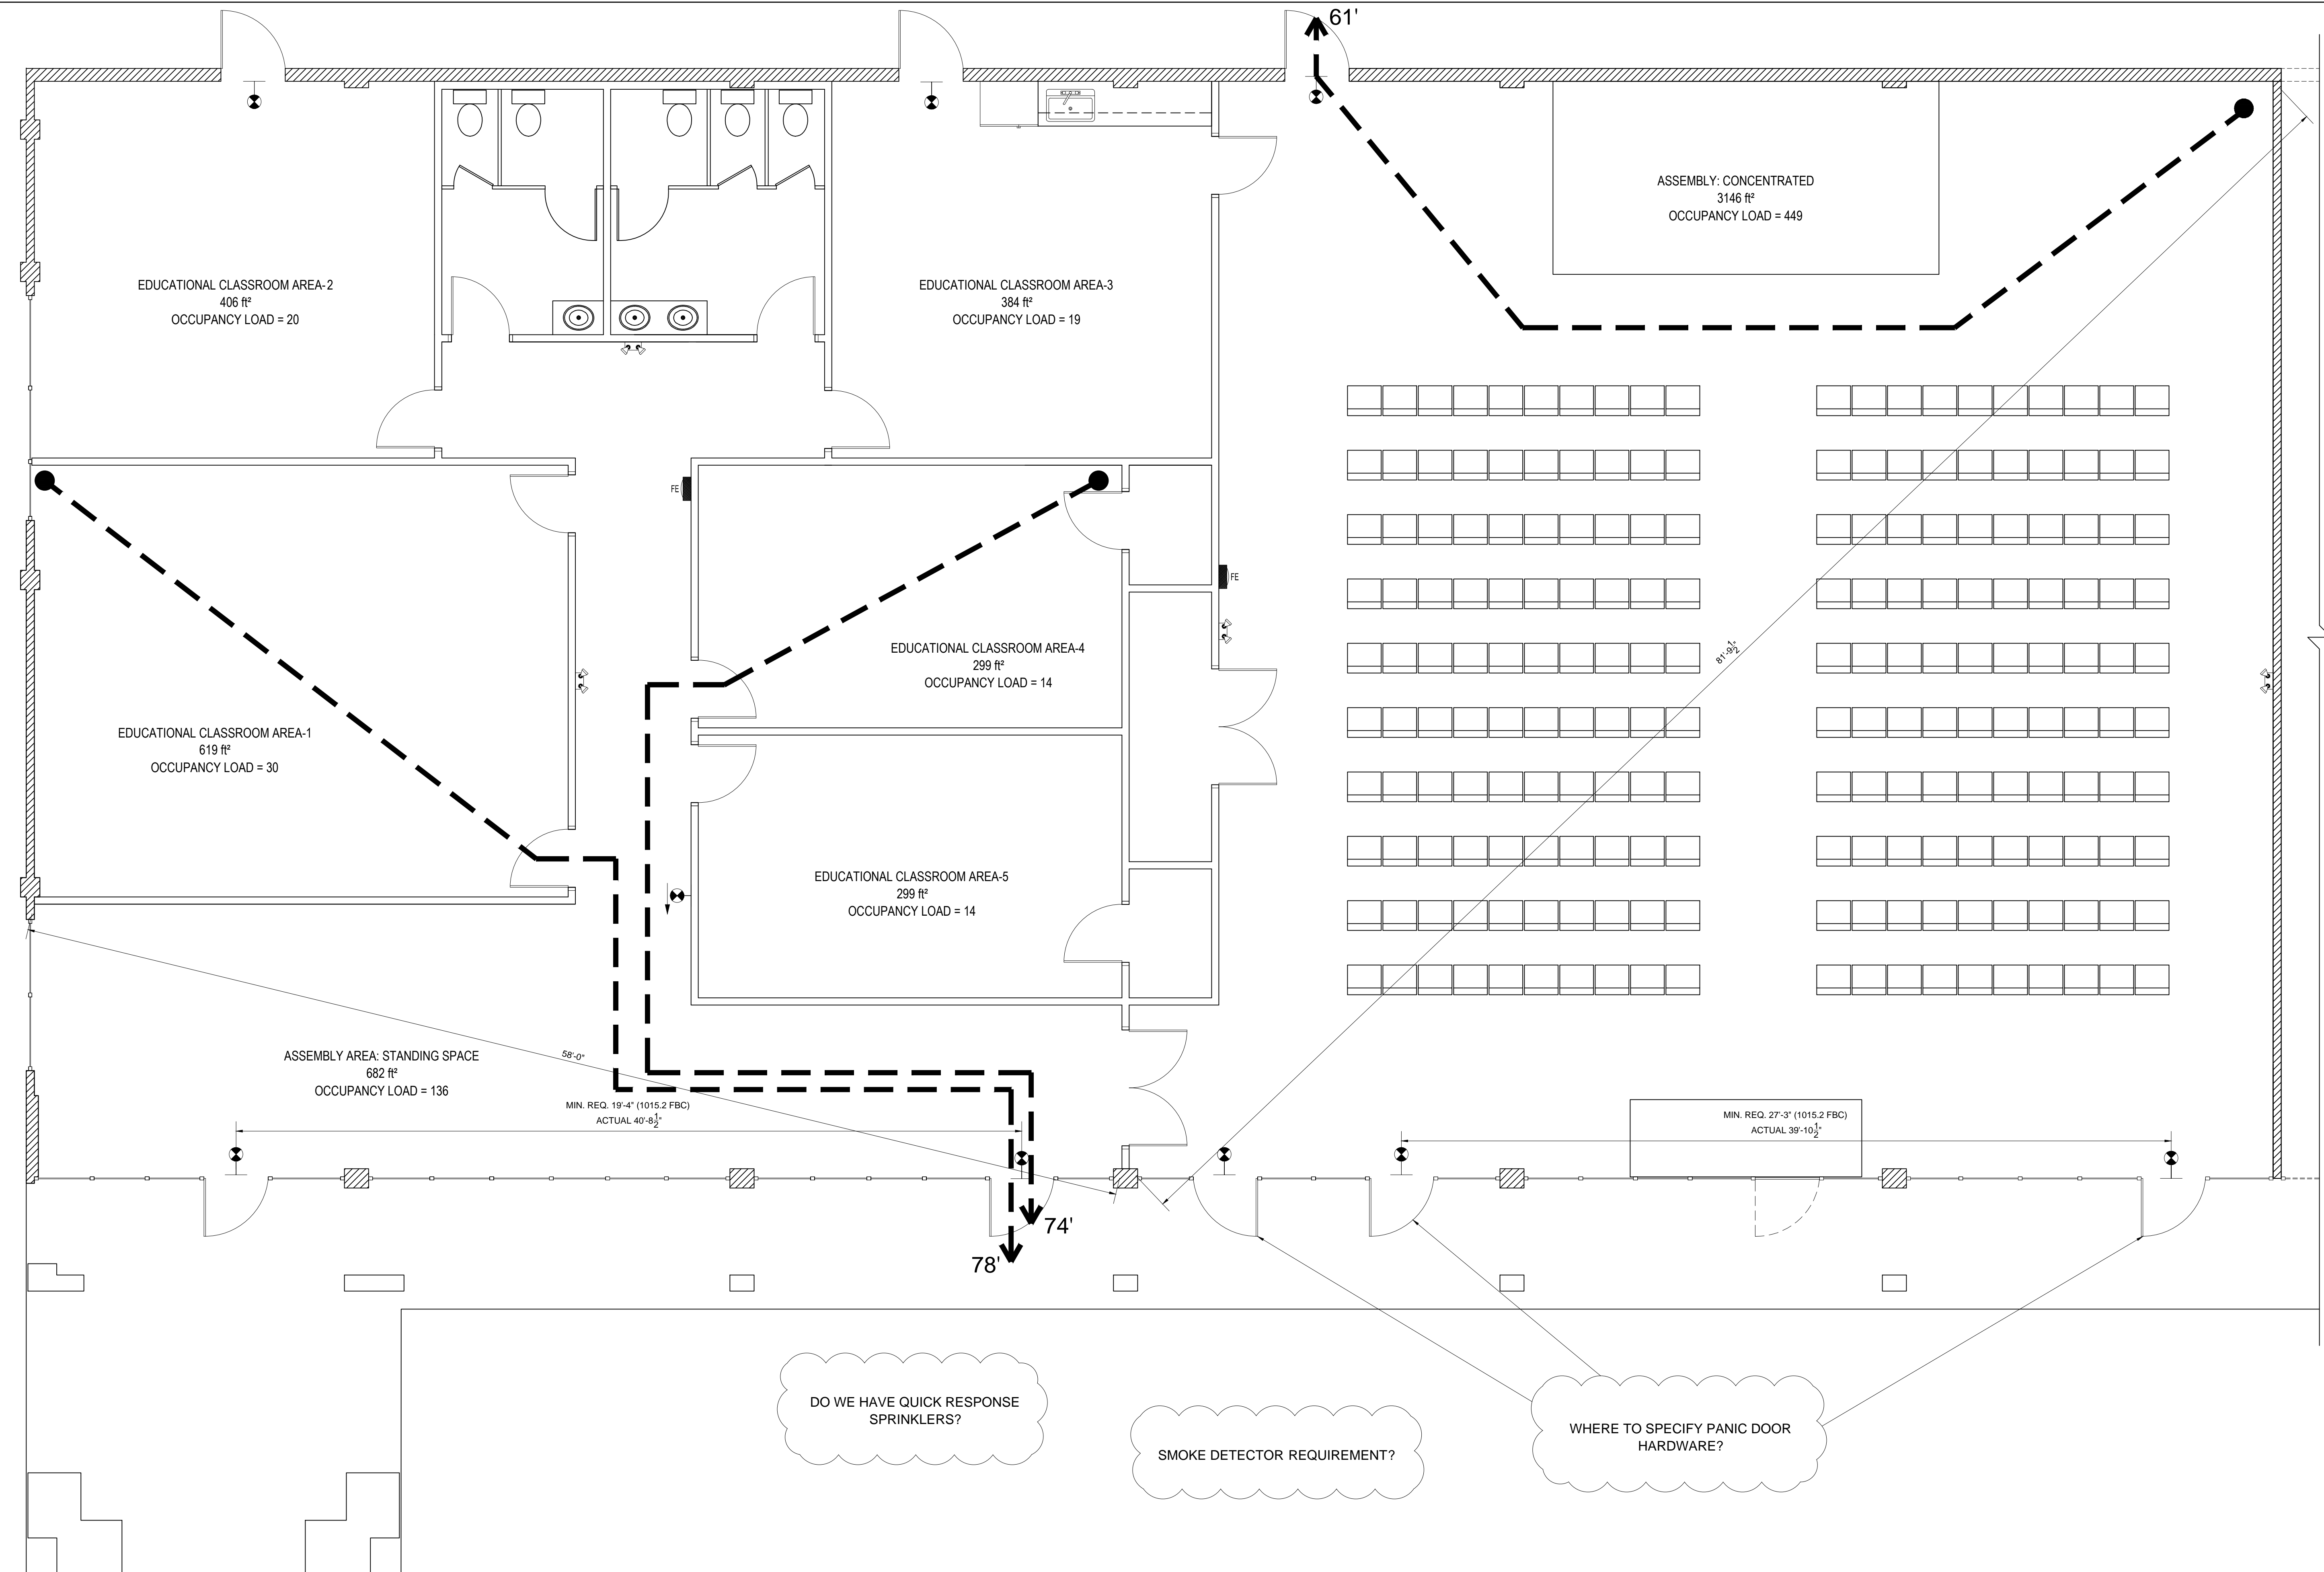 61'
ASSEMBLY: CONCENTRATED
3146 ft²
OCCUPANCY LOAD = 449
EDUCATIONAL CLASSROOM AREA-2
406 ft²
OCCUPANCY LOAD = 20
EDUCATIONAL CLASSROOM AREA-3
384 ft²
OCCUPANCY LOAD = 19
FE
FE
EDUCATIONAL CLASSROOM AREA-4
299 ft²
OCCUPANCY LOAD = 14
81'-9½"
EDUCATIONAL CLASSROOM AREA-1
619 ft²
OCCUPANCY LOAD = 30
EDUCATIONAL CLASSROOM AREA-5
299 ft²
OCCUPANCY LOAD = 14
58'-0"
ASSEMBLY AREA: STANDING SPACE
682 ft²
OCCUPANCY LOAD = 136
MIN. REQ. 19'-4" (1015.2 FBC)
ACTUAL 40'-8½"
MIN. REQ. 27'-3" (1015.2 FBC)
ACTUAL 39'-10½"
74'
78'
DO WE HAVE QUICK RESPONSE
SPRINKLERS?
SMOKE DETECTOR REQUIREMENT?
WHERE TO SPECIFY PANIC DOOR
HARDWARE?